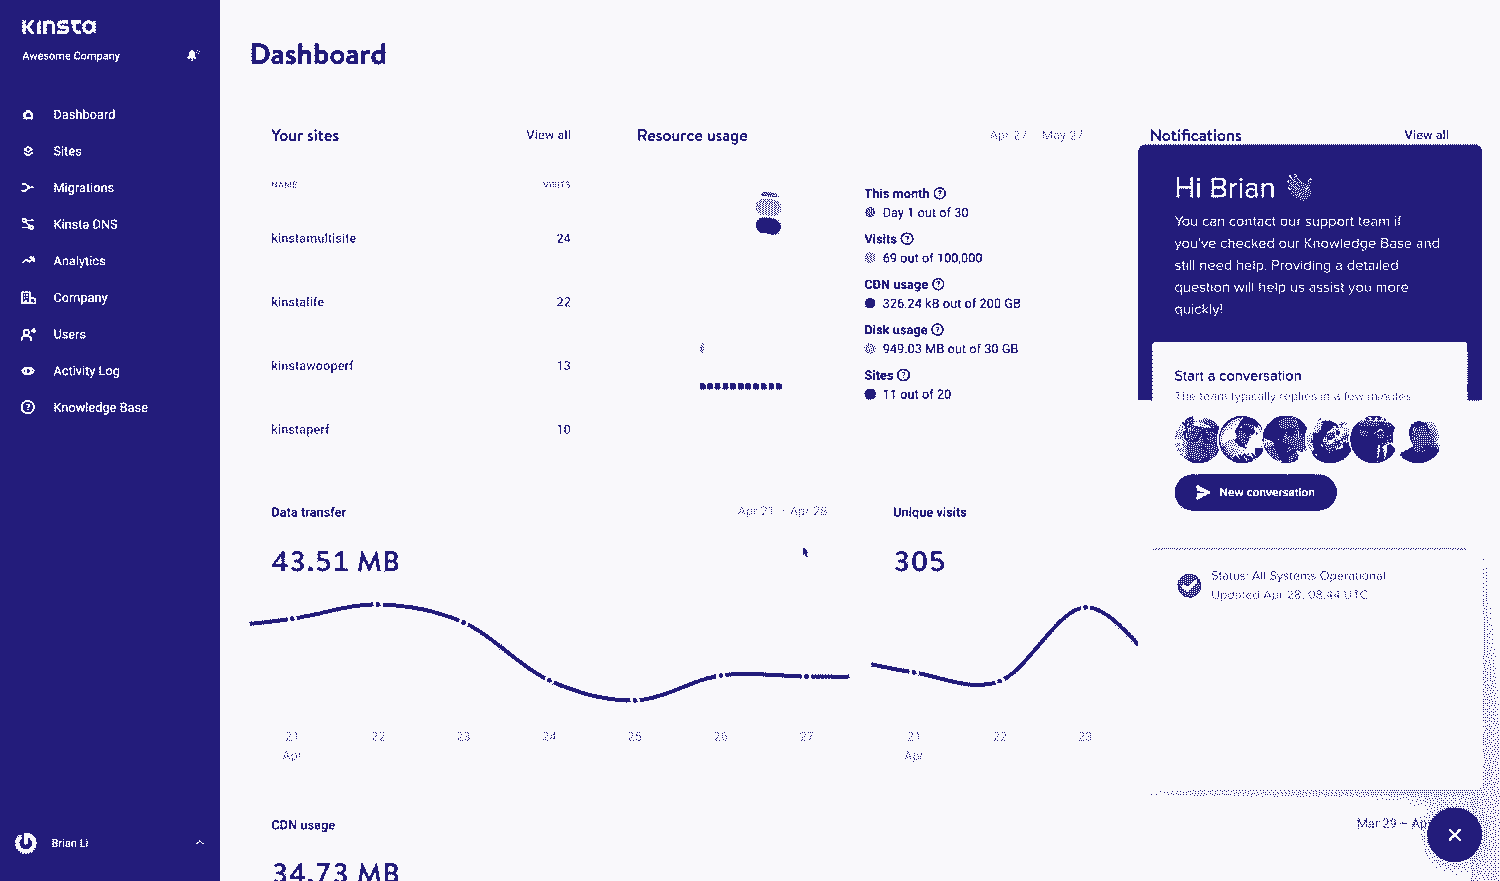 Kinsta
Awesome Company
Dashboard
Sites
Migrations
Kinsta DNS
Analytics
Company
Users
Activity Log
Knowledge Base
Brian Li
Dashboard
Your sites
View all
NAME
VISITS
kinstamultisite
24
kinstalife
22
kinstawooperf
13
kinstaperf
10
Resource usage
Apr 27 - May 27
This month
Day 1 out of 30
Visits
69 out of 100,000
CDN usage
326.24 kB out of 200 GB
Disk usage
949.03 MB out of 30 GB
Sites
11 out of 20
Notifications
View all
Hi Brian
You can contact our support team if
you've checked our Knowledge Base and
still need help. Providing a detailed
question will help us assist you more
quickly!
Start a conversation
The team typically replies in a few minutes
New conversation
Status: All Systems Operational
Updated Apr 28, 08:44 UTC
Data transfer
Apr 21 - Apr 28
43.51 MB
21
22
23
24
25
26
27
Apr
Unique visits
305
21
22
23
Apr
CDN usage
Mar 29 – Ap
34.73 MB